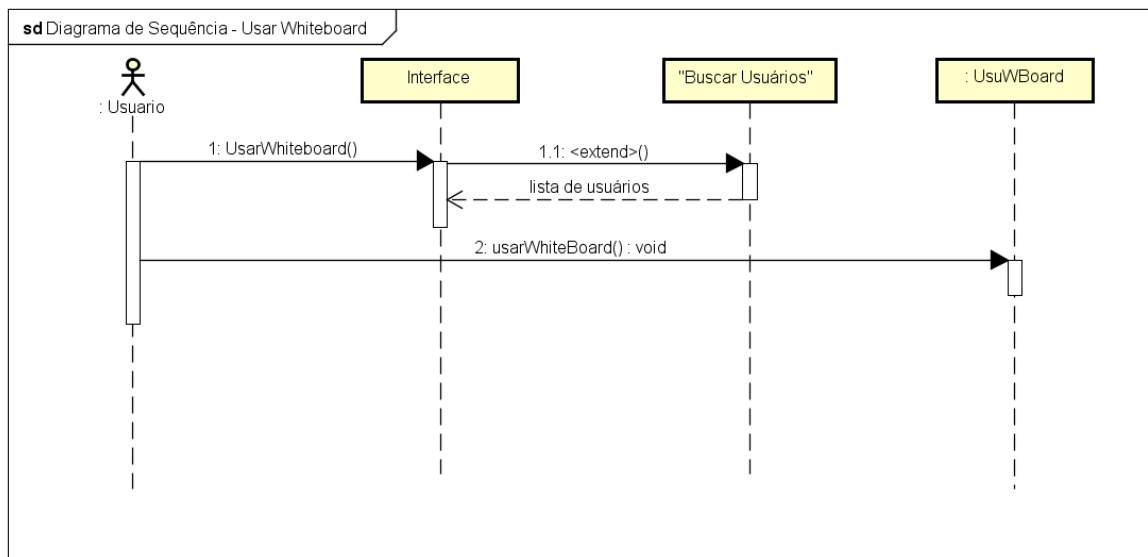 sd Diagrama de Sequência - Usar Whiteboard
: Usuario
Interface
"Buscar Usuários"
: UsuWBoard
1: UsarWhiteboard()
1.1: <extend>()
lista de usuários
2: usarWhiteBoard() : void